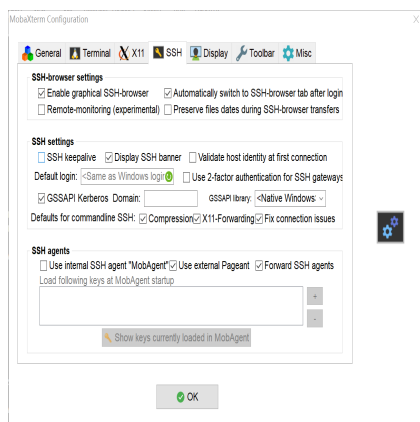 MobaXterm Configuration
General Terminal X11 SSH Display Toolbar Misc
SSH-browser settings
Enable graphical SSH-browser Automatically switch to SSH-browser tab after login
Remote-monitoring (experimental) Preserve files dates during SSH-browser transfers
SSH settings
SSH keepalive Display SSH banner Validate host identity at first connection
Default login: <Same as Windows login Use 2-factor authentication for SSH gateways
GSSAPI Kerberos Domain: GSSAPI library: <Native Windows:
Defaults for commandline SSH: Compression X11-Forwarding Fix connection issues
SSH agents
Use internal SSH agent "MobAgent" Use external Pageant Forward SSH agents
Load following keys at MobAgent startup
+
-
Show keys currently loaded in MobAgent
OK